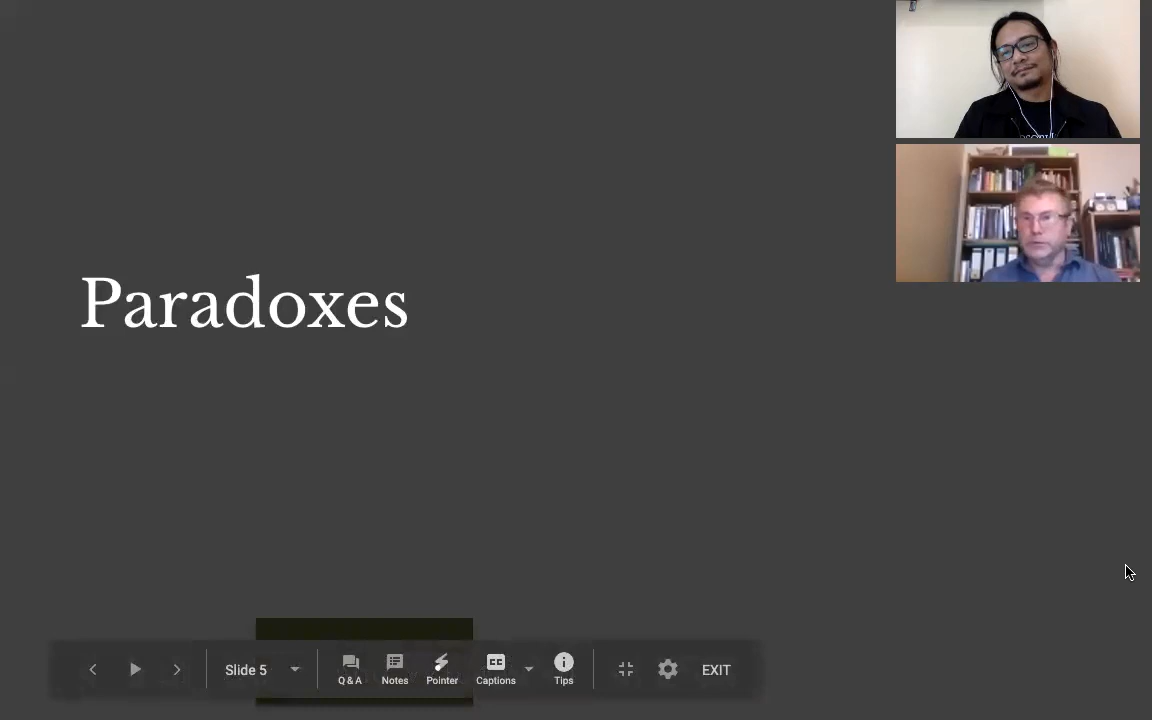 Paradoxes
Slide 5
Q & A
Notes
Pointer
Captions
Tips
EXIT